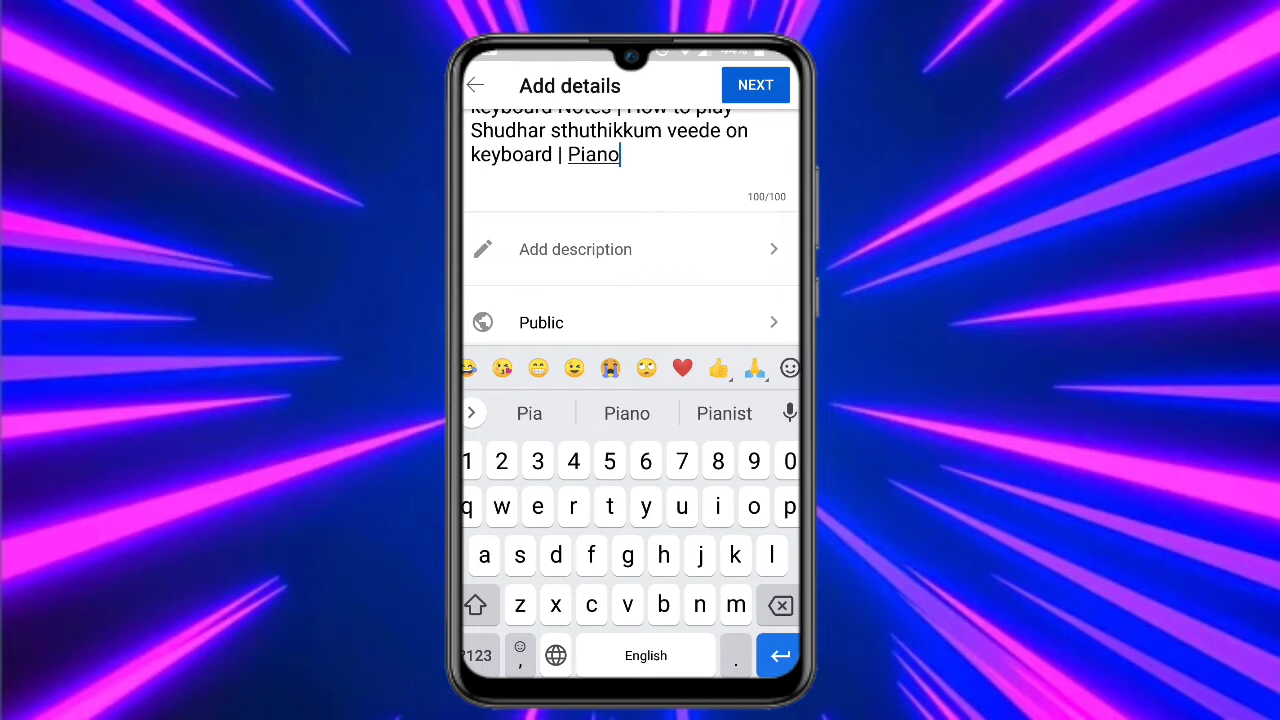 Add details
NEXT
keyboard Notes | How to play
Shudhar sthuthikkum veede on
keyboard | Piano
100/100
Add description
Public
Pia Piano Pianist
1 2 3 4 5 6 7 8 9 0
q w e r t y u i o p
a s d f g h j k l
z x c v b n m
?123 , English .